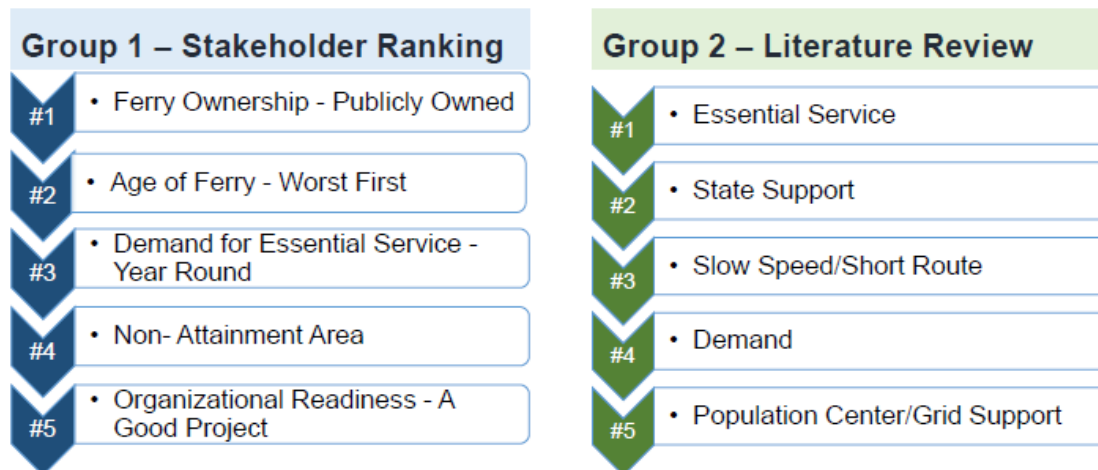 Group 1 – Stakeholder Ranking
#1
• Ferry Ownership - Publicly Owned
#2
• Age of Ferry - Worst First
#3
• Demand for Essential Service -
Year Round
#4
• Non- Attainment Area
#5
• Organizational Readiness - A
Good Project
Group 2 – Literature Review
#1
• Essential Service
#2
• State Support
#3
• Slow Speed/Short Route
#4
• Demand
#5
• Population Center/Grid Support